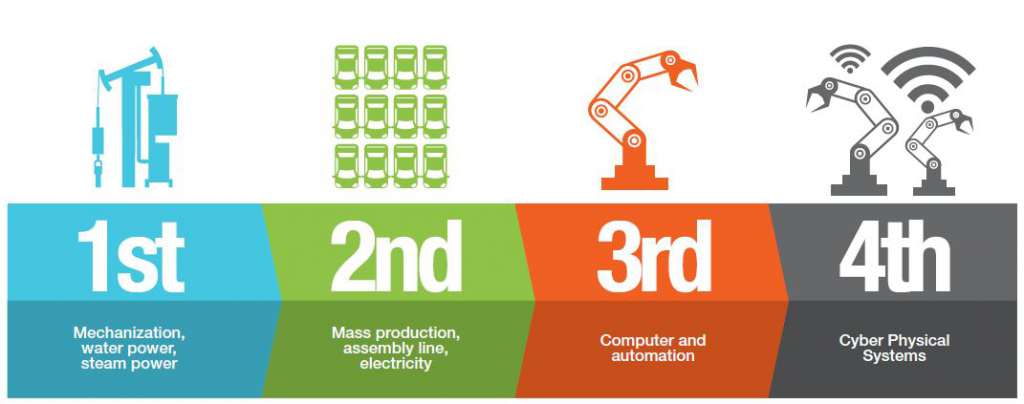 1st
2nd
3rd
4th
Mechanization,
water power,
steam power
Mass production,
assembly line,
electricity
Computer and
automation
Cyber Physical
Systems